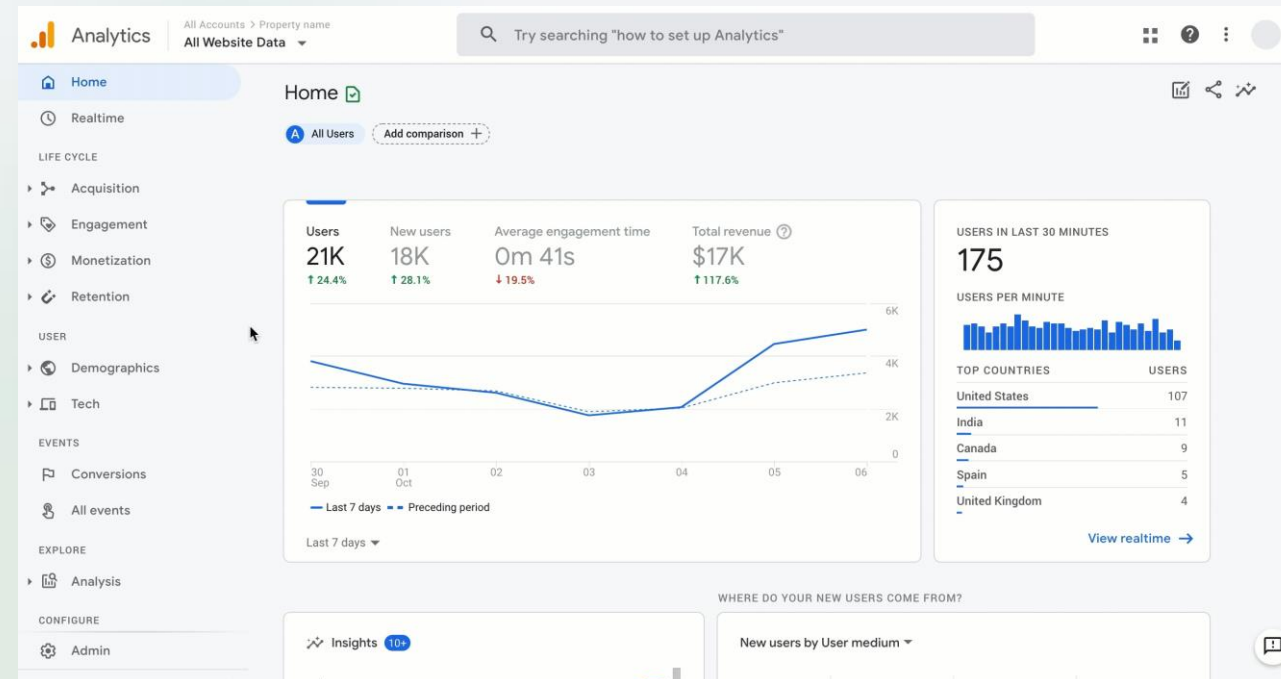 Analytics
All Accounts > Property name
All Website Data
Try searching "how to set up Analytics"
Home
Realtime
LIFE CYCLE
Acquisition
Engagement
Monetization
Retention
USER
Demographics
Tech
EVENTS
Conversions
All events
EXPLORE
Analysis
CONFIGURE
Admin
Home
A All Users
Add comparison +
Users
21K
↑ 24.4%
New users
18K
↑ 28.1%
Average engagement time
0m 41s
↓ 19.5%
Total revenue
$17K
↑ 117.6%
6K
4K
2K
0
30 Sep
01 Oct
02
03
04
05
06
Last 7 days
Preceding period
Last 7 days
USERS IN LAST 30 MINUTES
175
USERS PER MINUTE
TOP COUNTRIES USERS
United States 107
India 11
Canada 9
Spain 5
United Kingdom 4
View realtime →
WHERE DO YOUR NEW USERS COME FROM?
Insights 10+
New users by User medium